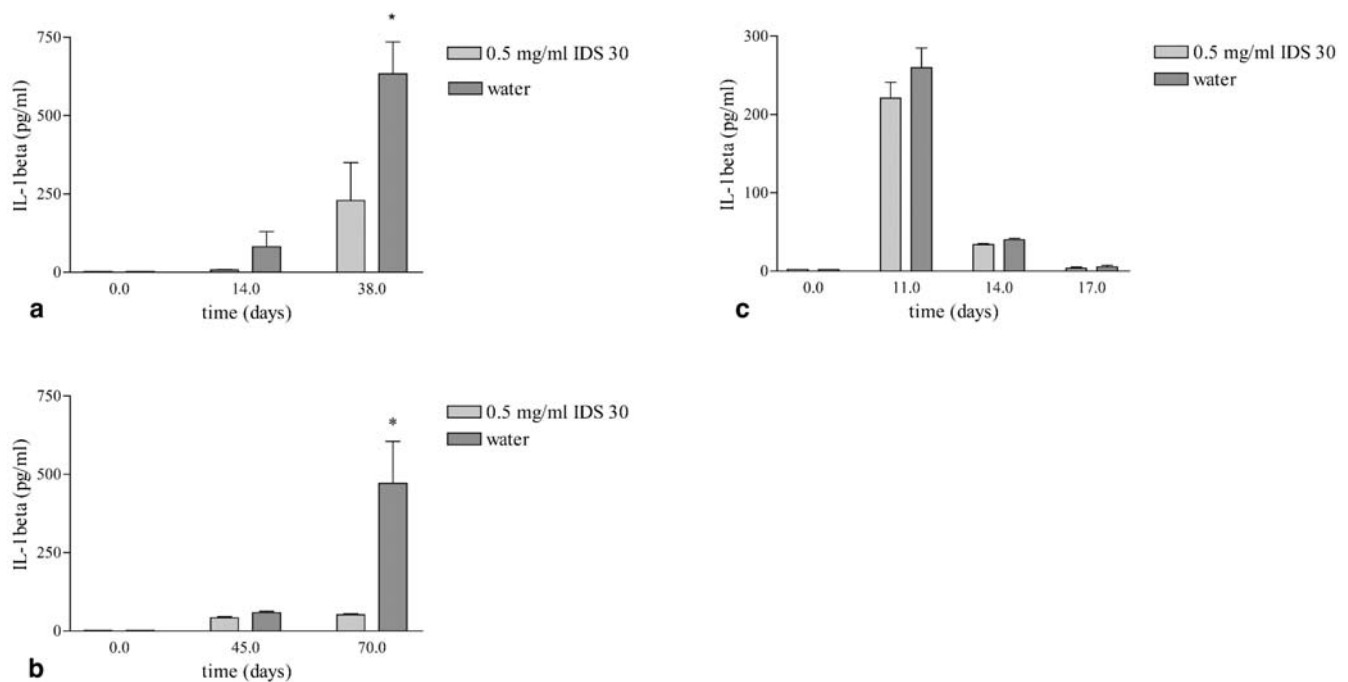 *
750
500
250
0
IL-1beta (pg/ml)
0.0 14.0 38.0
time (days)
a
0.5 mg/ml IDS 30
water
300
200
100
0
IL-1beta (pg/ml)
0.0 11.0 14.0 17.0
time (days)
c
0.5 mg/ml IDS 30
water
*
750
500
250
0
IL-1beta (pg/ml)
0.0 45.0 70.0
time (days)
b
0.5 mg/ml IDS 30
water